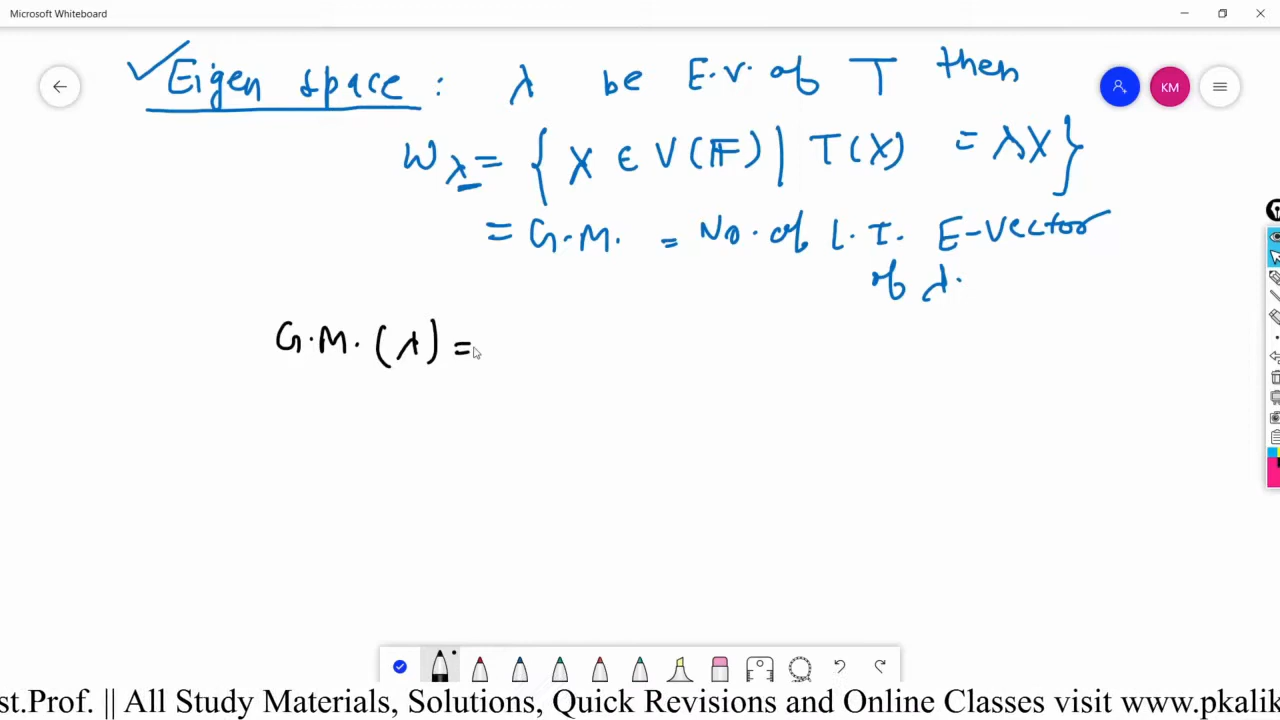 Microsoft Whiteboard
Eigen space : λ be E.V. of T then
KM
W_λ = { X ∈ V(F) | T(X) = λX }
= G.M. = No. of L.I. E-vector
of λ.
G.M. (λ) =
st.Prof. || All Study Materials, Solutions, Quick Revisions and Online Classes visit www.pkalik